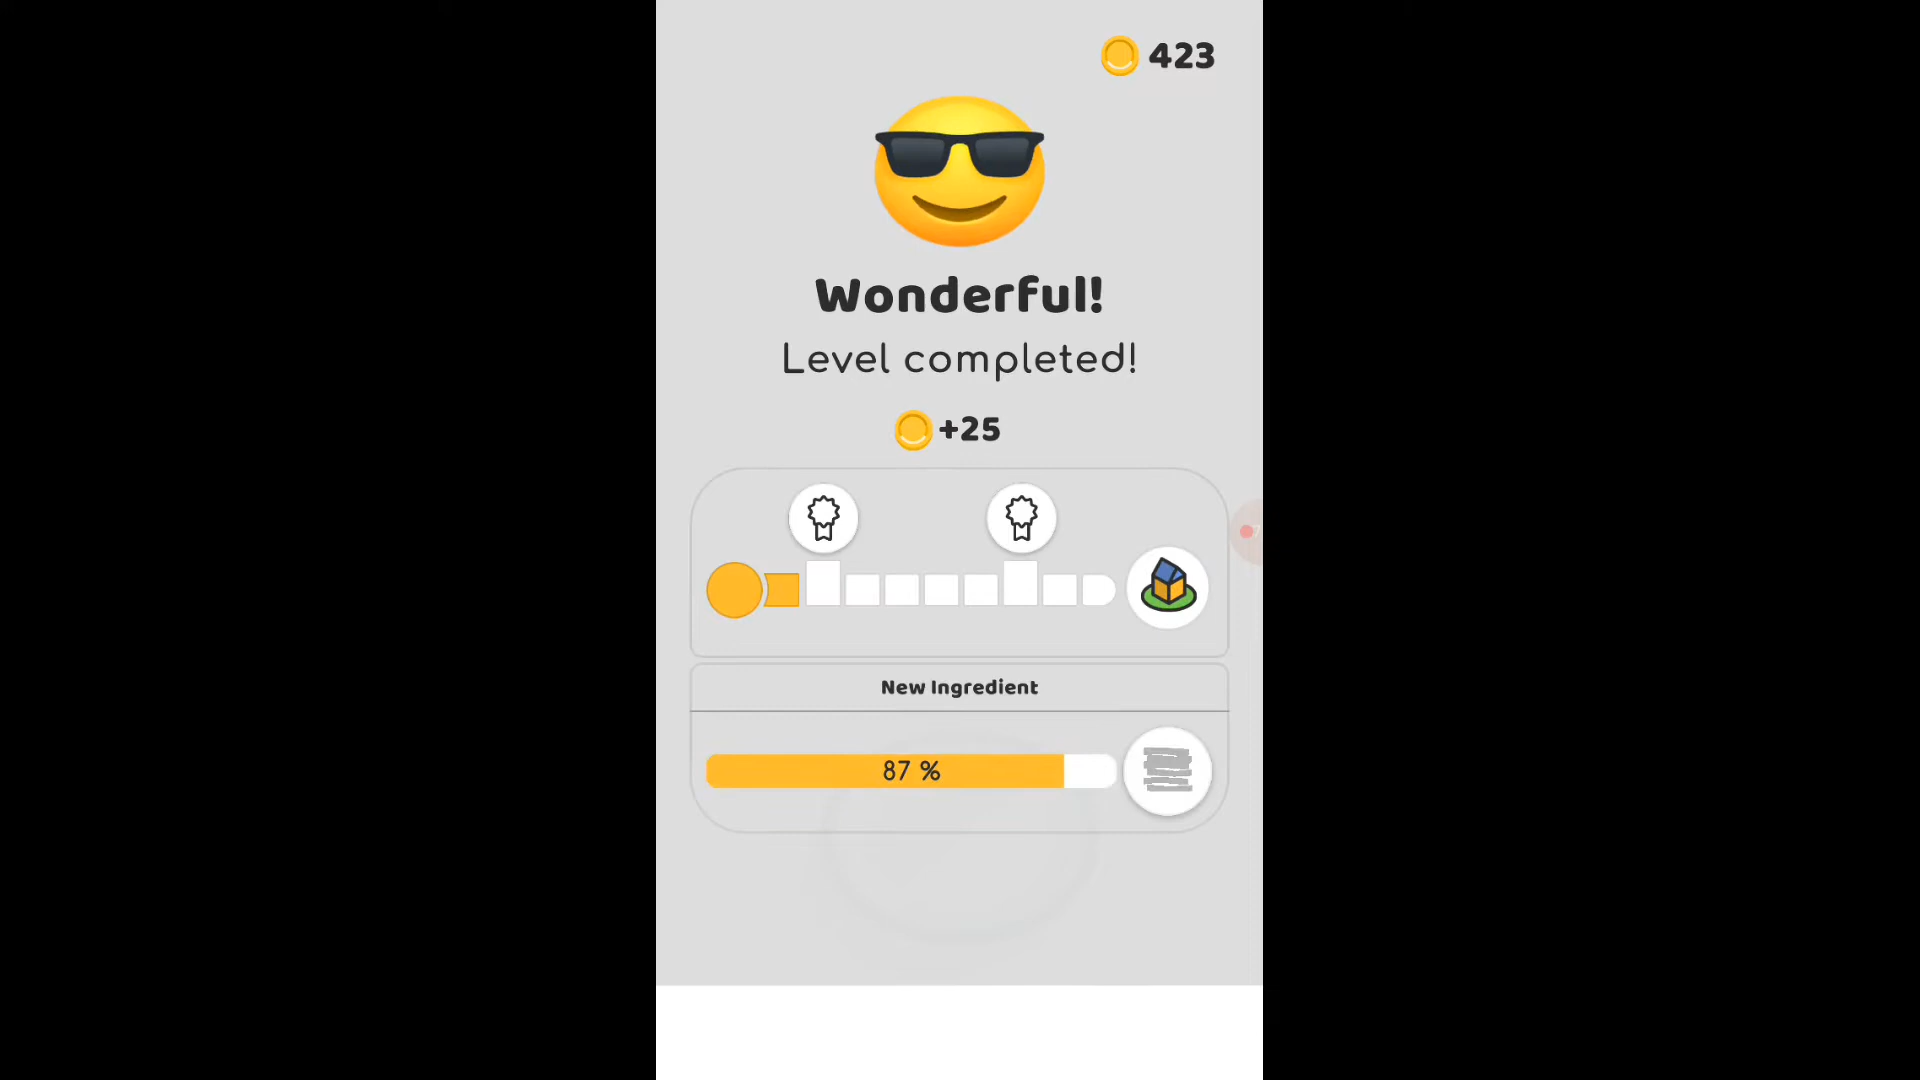 423
Wonderful!
Level completed!
+25
New Ingredient
87 %